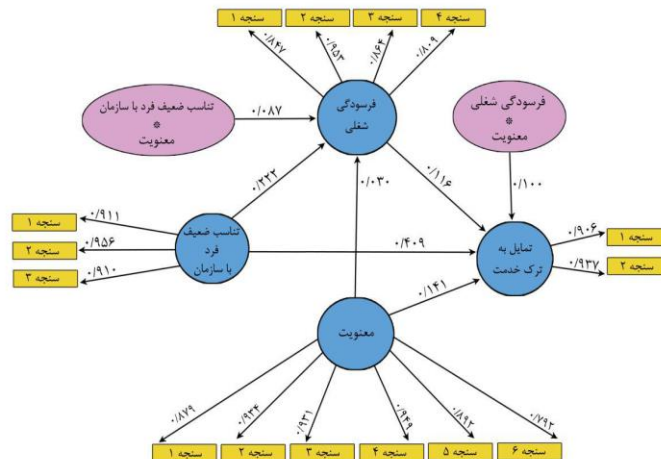 سنجه ۱
سنجه ۲
سنجه ۳
سنجه ۴
۰/۸۴۷
۰/۹۵۳
۰/۸۶۴
۰/۸۰۹
تناسب ضعیف فرد با سازمان
*
معنویت
۰/۰۸۷
فرسودگی
شغلی
فرسودگی شغلی
*
معنویت
۰/۲۲۲
۰/۰۳۰
۰/۱۱۶
۰/۱۰۰
سنجه ۱
۰/۹۱۱
سنجه ۲
۰/۹۵۶
سنجه ۳
۰/۹۱۰
تناسب ضعیف
فرد
با سازمان
۰/۴۰۹
تمایل به
ترک خدمت
۰/۹۰۶
سنجه ۱
۰/۹۳۷
سنجه ۲
۰/۱۴۱
معنویت
۰/۸۷۹
۰/۹۳۴
۰/۹۳۱
۰/۹۴۹
۰/۸۹۲
۰/۷۹۲
سنجه ۱
سنجه ۲
سنجه ۳
سنجه ۴
سنجه ۵
سنجه ۶